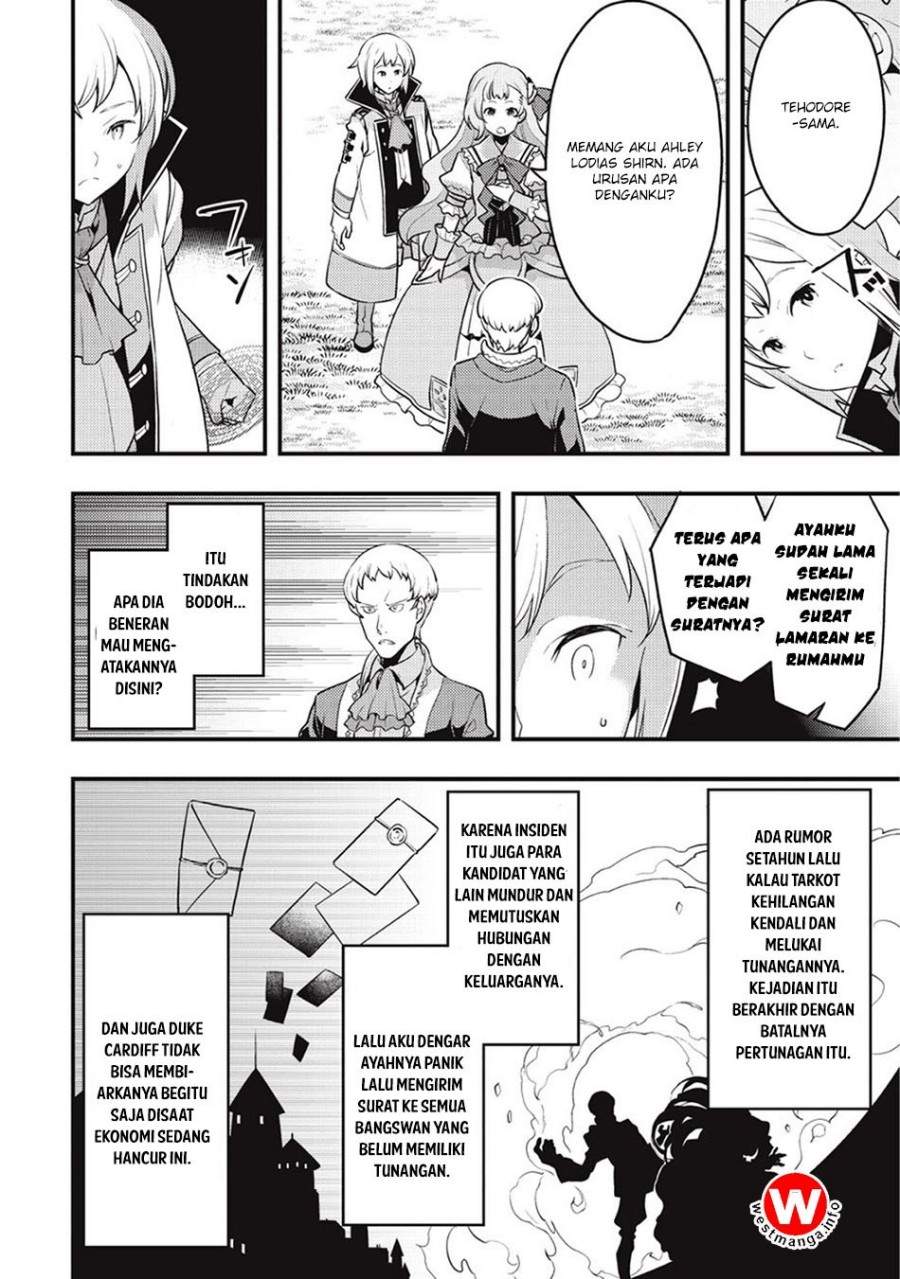 TEHODORE
-SAMA.
MEMANG AKU AHLEY
LODIAS SHIRN. ADA
URUSAN APA
DENGANKU?
AYAHKU
SUDAH LAMA
SEKALI
MENGIRIM
SURAT
LAMARAN KE
RUMAHMU
TERUS APA
YANG
TERJADI
DENGAN
SURATNYA?
ITU
TINDAKAN
BODOH...
APA DIA
BENERAN
MAU MENG-
ATAKANNYA
DISINI?
ADA RUMOR
SETAHUN LALU
KALAU TARKOT
KEHILANGAN
KENDALI DAN
MELUKAI
TUNANGANNYA.
KEJADIAN ITU
BERAKHIR DENGAN
BATALNYA
PERTUNAGAN ITU.
KARENA INSIDEN
ITU JUGA PARA
KANDIDAT YANG
LAIN MUNDUR DAN
MEMUTUSKAN
HUBUNGAN
DENGAN
KELUARGANYA.
LALU AKU DENGAR
AYAHNYA PANIK
LALU MENGIRIM
SURAT KE SEMUA
BANGSWAN YANG
BELUM MEMILIKI
TUNANGAN.
DAN JUGA DUKE
CARDIFF TIDAK
BISA MEMBI-
ARKANYA BEGITU
SAJA DISAAT
EKONOMI SEDANG
HANCUR INI.
W
westmanga.info